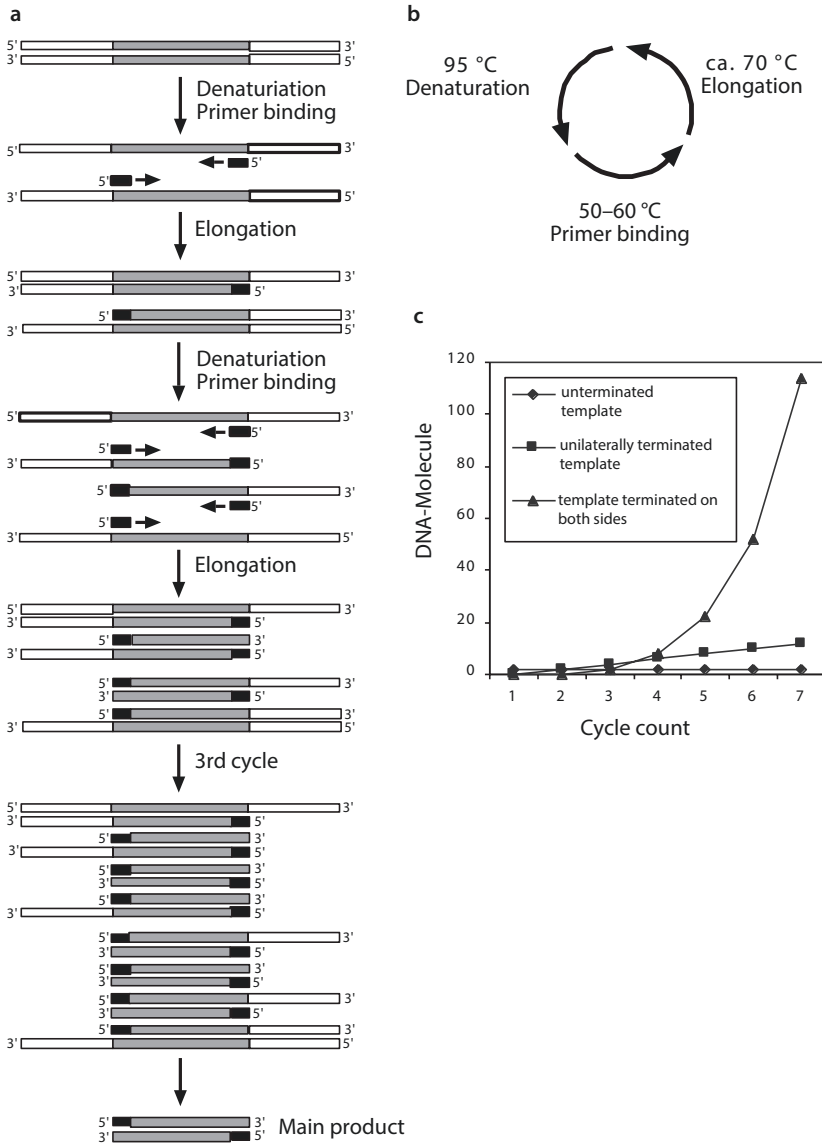 a
5' 3'
3' 5'
Denaturiation
Primer binding
5' 3'
5'
5'
3' 5'
Elongation
5' 3'
3' 5'
5' 3'
3' 5'
Denaturiation
Primer binding
5' 3'
5'
5'
3' 5'
5' 3'
5'
5'
3' 5'
Elongation
5' 3'
3' 5'
5' 3'
3' 5'
5' 3'
3' 5'
5' 3'
3' 5'
3rd cycle
5' 3'
3' 5'
5' 3'
3' 5'
5' 3'
3' 5'
5' 3'
3' 5'
5' 3'
3' 5'
5' 3'
3' 5'
5' 3'
3' 5'
5' 3'
3' 5'
5' 3'
3' 5'
Main product
b
95 °C
Denaturation
ca. 70 °C
Elongation
50–60 °C
Primer binding
c
DNA-Molecule
120
100
80
60
40
20
0
unterminated
template
unilaterally terminated
template
template terminated on
both sides
1 2 3 4 5 6 7
Cycle count